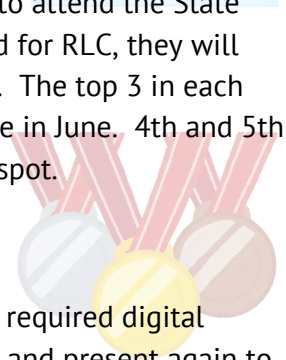 to attend the State
d for RLC, they will
. The top 3 in each
e in June. 4th and 5th
spot.
required digital
and present again to